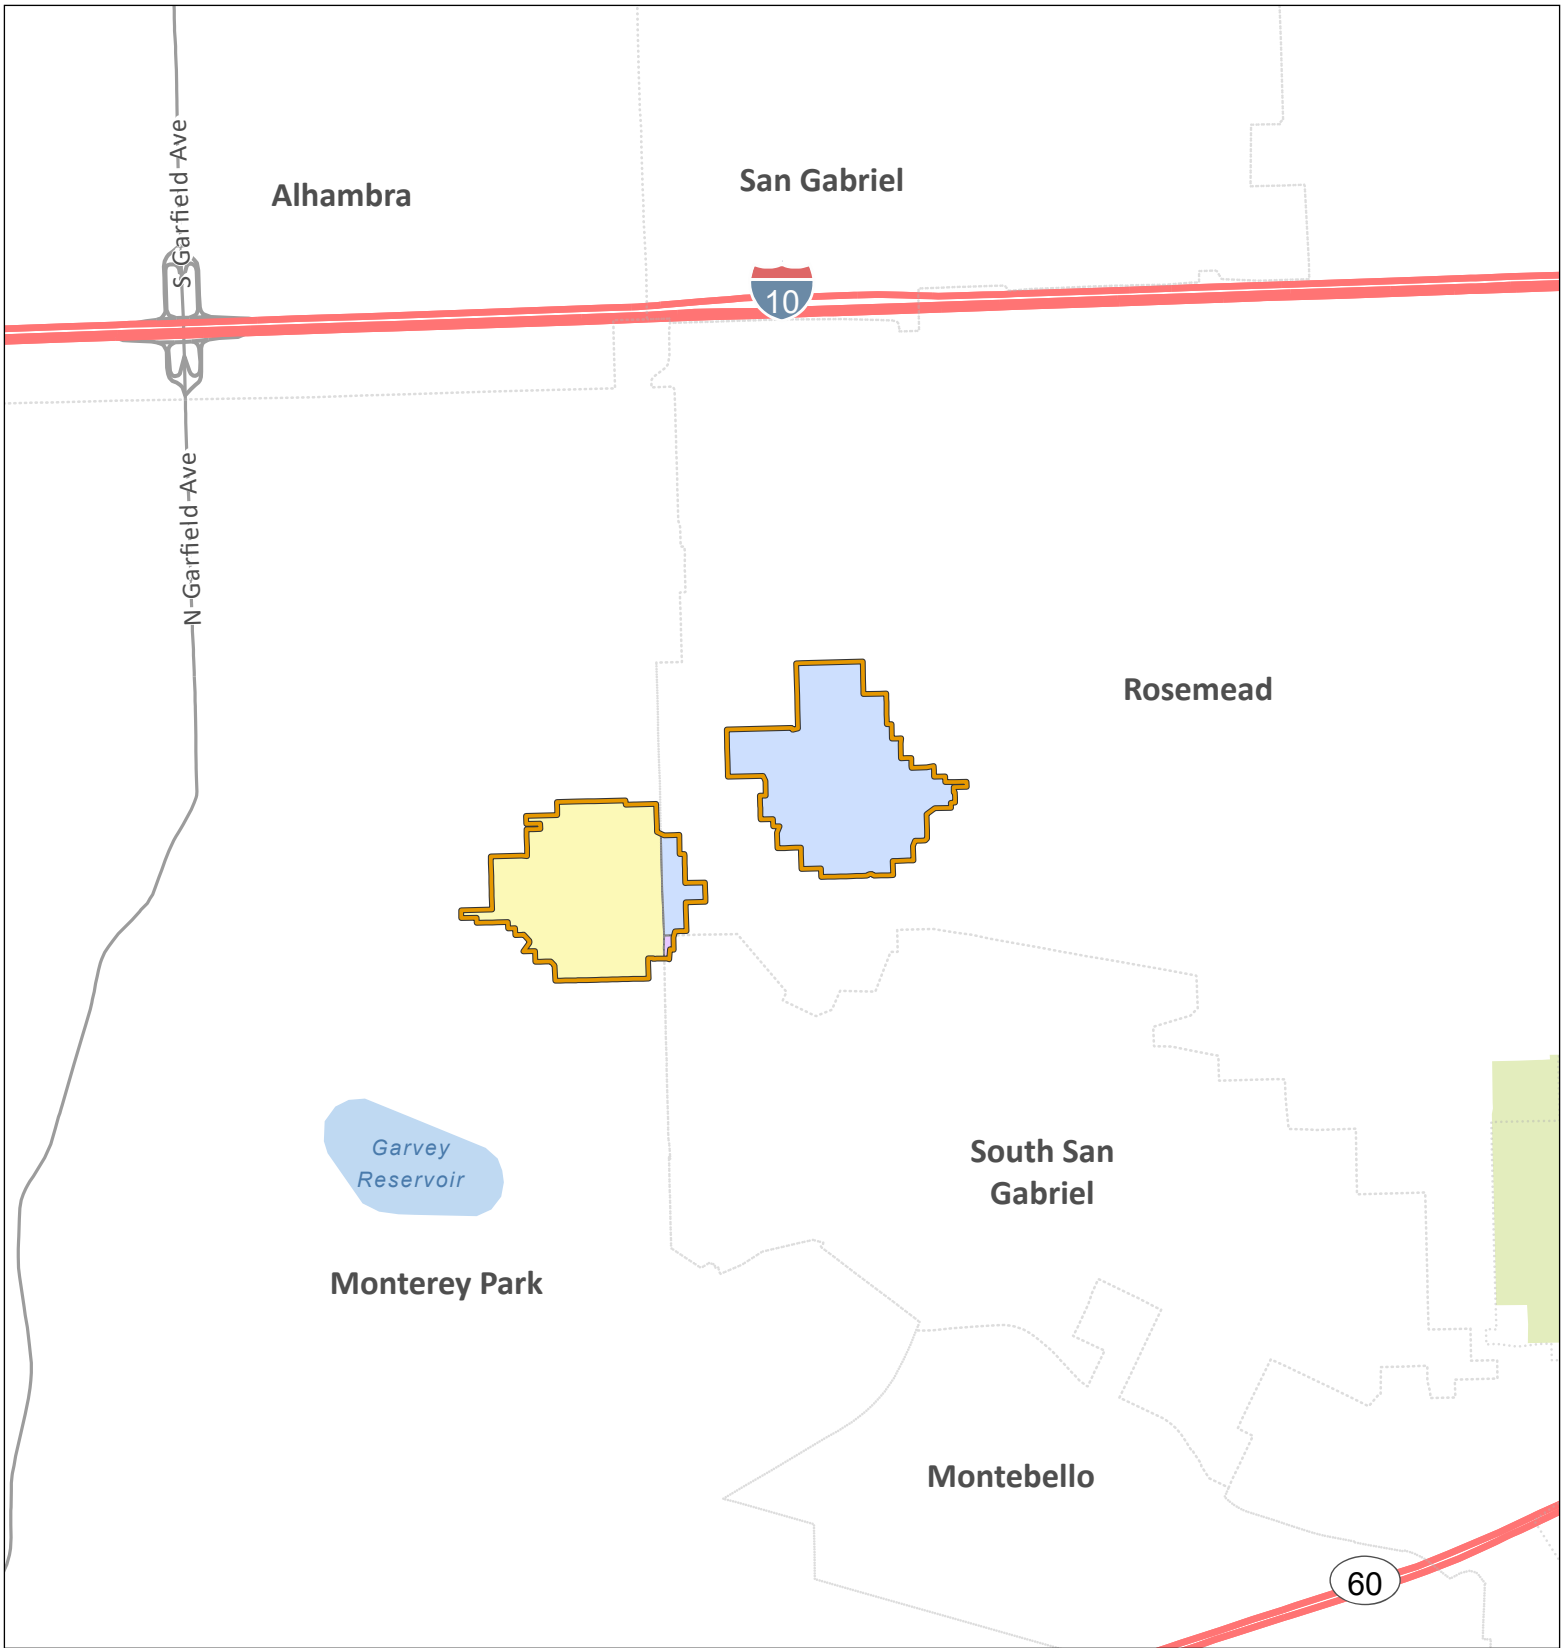 S Garfield Ave
Alhambra
San Gabriel
10
N Garfield Ave
Rosemead
Garvey
Reservoir
South San
Gabriel
Monterey Park
Montebello
60